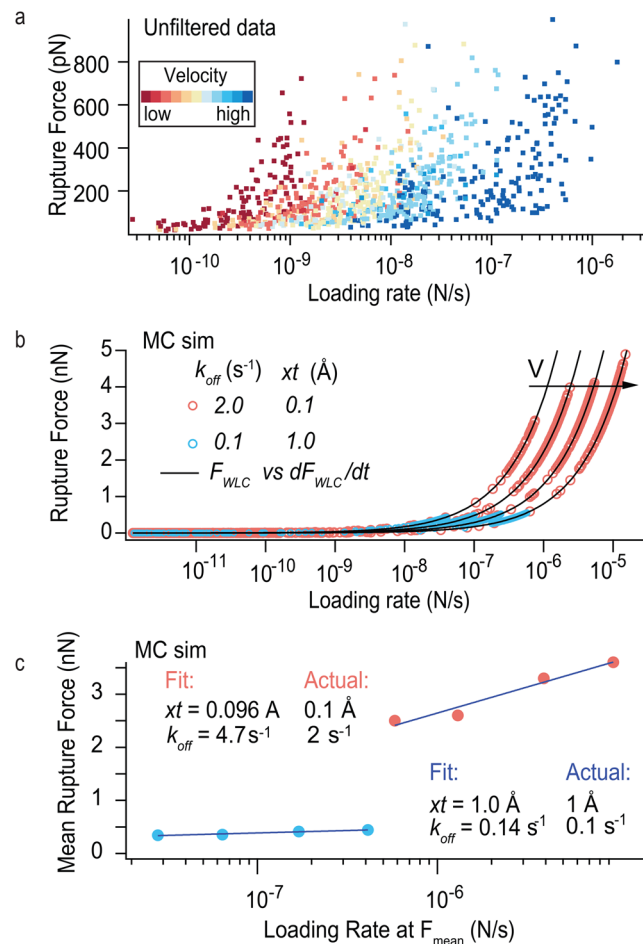 a
Unfiltered data
Rupture Force (pN)
800
600
400
200
Velocity
low high
10⁻¹⁰ 10⁻⁹ 10⁻⁸ 10⁻⁷ 10⁻⁶
Loading rate (N/s)
b
MC sim
Rupture Force (nN)
5
4
3
2
1
0
k_off (s⁻¹) xt (Å)
2.0 0.1
0.1 1.0
F_WLC vs dF_WLC/dt
V
10⁻¹¹ 10⁻¹⁰ 10⁻⁹ 10⁻⁸ 10⁻⁷ 10⁻⁶ 10⁻⁵
Loading rate (N/s)
c
MC sim
Mean Rupture Force (nN)
3
2
1
0
Fit: Actual:
xt = 0.096 A 0.1 Å
k_off = 4.7 s⁻¹ 2 s⁻¹
Fit: Actual:
xt = 1.0 Å 1 Å
k_off = 0.14 s⁻¹ 0.1 s⁻¹
10⁻⁷ 10⁻⁶
Loading Rate at F_mean (N/s)